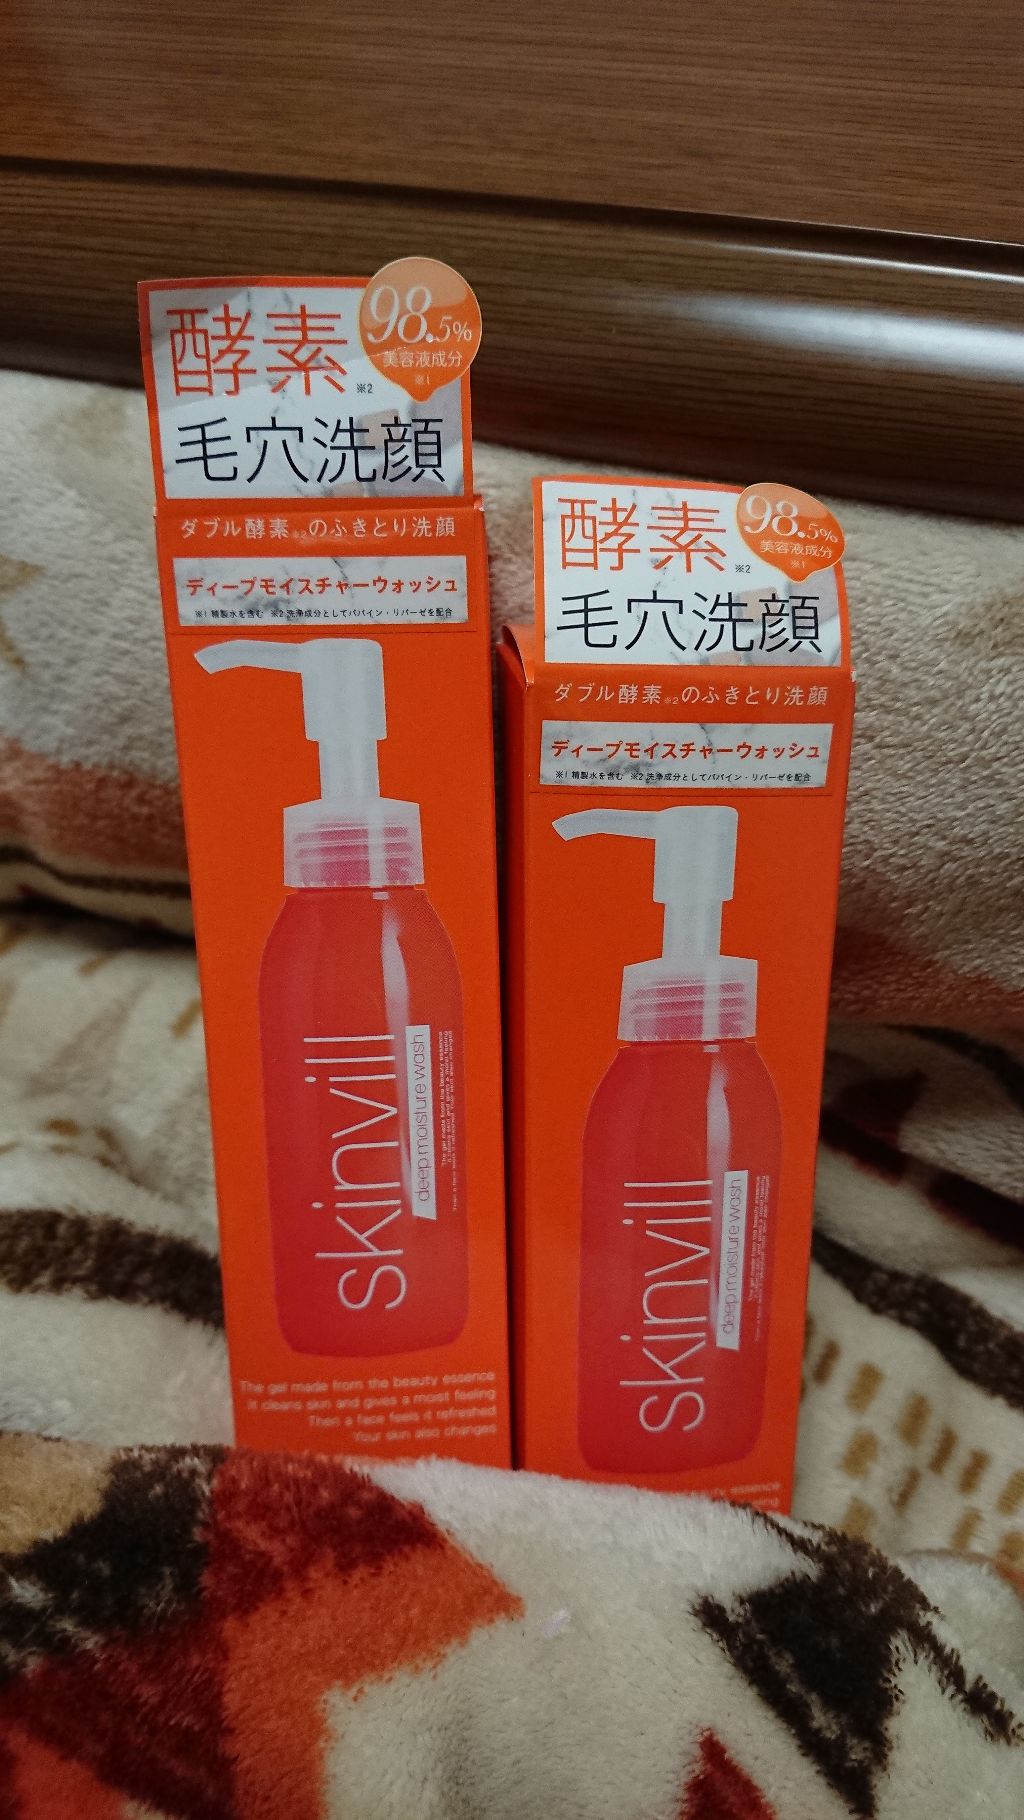 酵素※2
98.5%
美容液成分
※1
毛穴洗顔
ダブル酵素※2のふきとり洗顔
ディープモイスチャーウォッシュ
※1 精製水を含む ※2 洗浄成分としてパパイン・リパーゼを配合
skinvill
deep moisture wash
The gel made from the beauty essence
It cleans skin and gives a moist feeling
Then a face feels it refreshed
Your skin also changes
酵素※2
98.5%
美容液成分
※1
毛穴洗顔
ダブル酵素※2のふきとり洗顔
ディープモイスチャーウォッシュ
※1 精製水を含む ※2 洗浄成分としてパパイン・リパーゼを配合
skinvill
deep moisture wash
beauty essence